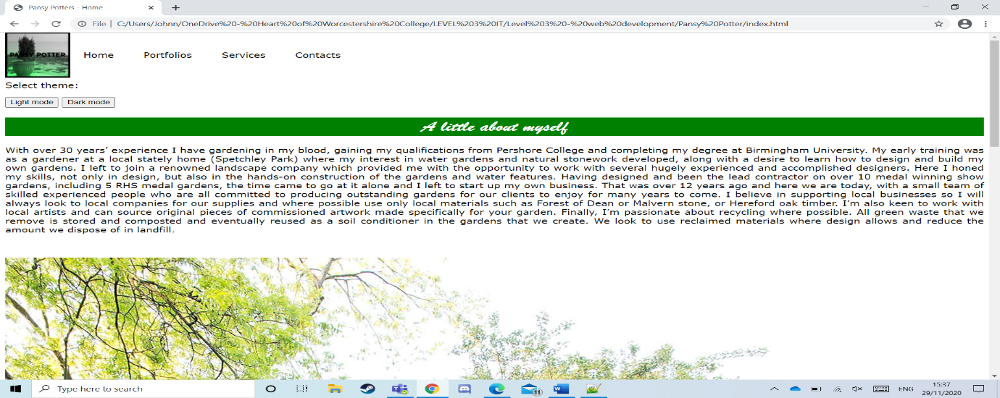 Pansy Potters - Home
File | C:/Users/Johnn/OneDrive%20-%20Heart%20of%20Worcestershire%20College/LEVEL%203%20IT/Level%203%20-%20web%20development/Pansy%20Potter/index.html
PANSY POTTER
Home Portfolios Services Contacts
Select theme:
Light mode Dark mode
A little about myself
With over 30 years’ experience I have gardening in my blood, gaining my qualifications from Pershore College and completing my degree at Birmingham University. My early training was
as a gardener at a local stately home (Spetchley Park) where my interest in water gardens and natural stonework developed, along with a desire to learn how to design and build my
own gardens. I left to join a renowned landscape company which provided me with the opportunity to work with several hugely experienced and accomplished designers. Here I honed
my skills, not only in design, but also in the hands-on construction of the gardens and water features. Having designed and been the lead contractor on over 10 medal winning show
gardens, including 5 RHS medal gardens, the time came to go at it alone and I left to start up my own business. That was over 12 years ago and here we are today, with a small team of
skilled experienced people who are all committed to producing outstanding gardens for our clients to enjoy for many years to come. I believe in supporting local businesses so I will
always look to local companies for our supplies and where possible use only local materials such as Forest of Dean or Malvern stone, or Hereford oak timber. I’m also keen to work with
local artists and can source original pieces of commissioned artwork made specifically for your garden. Finally, I’m passionate about recycling where possible. All green waste that we
remove is stored and composted and eventually reused as a soil conditioner in the gardens that we create. We look to use reclaimed materials where design allows and reduce the
amount we dispose of in landfill.
Type here to search
11
ENG
15:37
29/11/2020